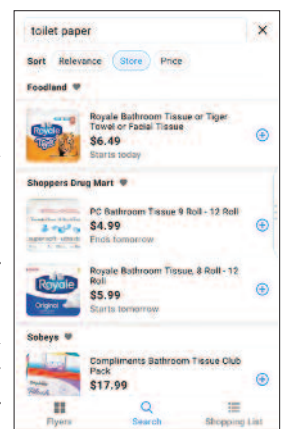 toilet paper ×
Sort Relevance Store Price
Foodland
Royale Bathroom Tissue or Tiger
Towel or Facial Tissue
$6.49
Starts today
Royale
Shoppers Drug Mart
PC Bathroom Tissue 9 Roll - 12 Roll
$4.99
Ends tomorrow
Royale Bathroom Tissue, 8 Roll - 12
Roll
$5.99
Starts tomorrow
Royale
Original
Sobeys
Compliments Bathroom Tissue Club
Pack
$17.99
Flyers Search Shopping List